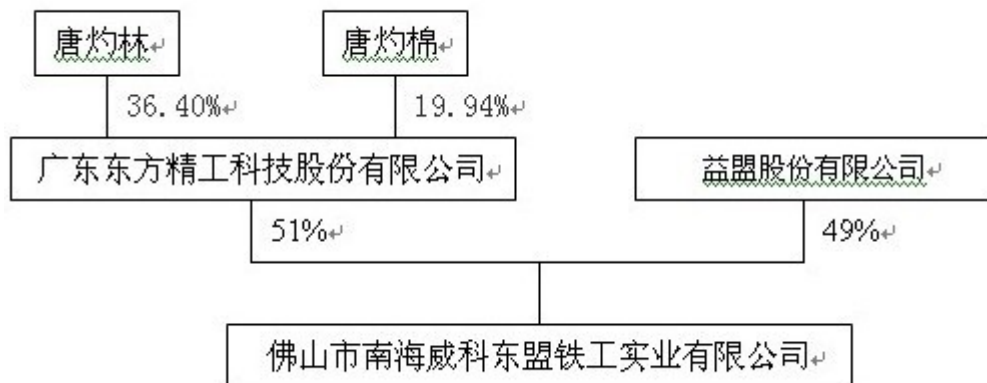 唐灼林 唐灼棉
36.40% 19.94%
广东东方精工科技股份有限公司 益盟股份有限公司
51% 49%
佛山市南海威科东盟铁工实业有限公司